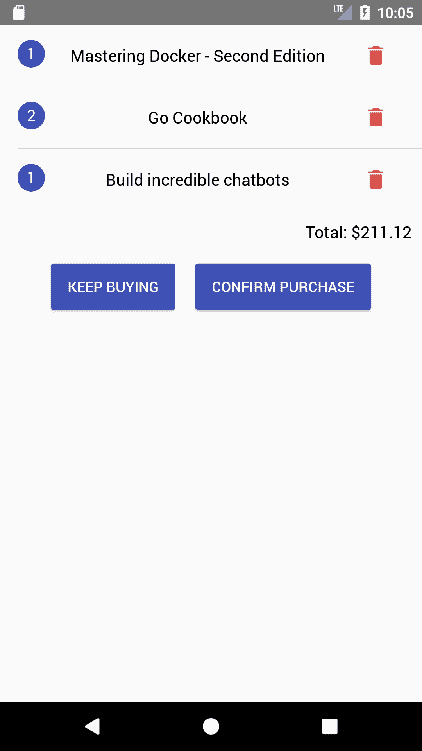 LTE 10:05
1 Mastering Docker - Second Edition
2 Go Cookbook
1 Build incredible chatbots
Total: $211.12
KEEP BUYING CONFIRM PURCHASE